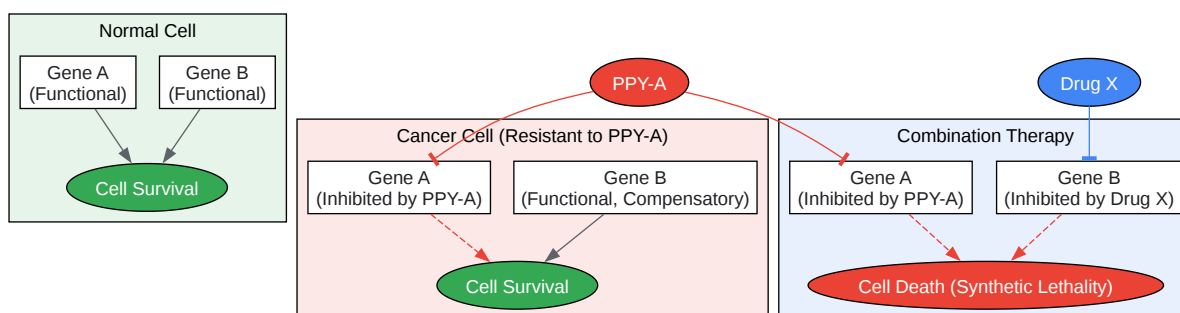 Normal Cell
Gene A
(Functional)
Gene B
(Functional)
Cell Survival
PPY-A
Drug X
Cancer Cell (Resistant to PPY-A)
Gene A
(Inhibited by PPY-A)
Gene B
(Functional, Compensatory)
Cell Survival
Combination Therapy
Gene A
(Inhibited by PPY-A)
Gene B
(Inhibited by Drug X)
Cell Death (Synthetic Lethality)